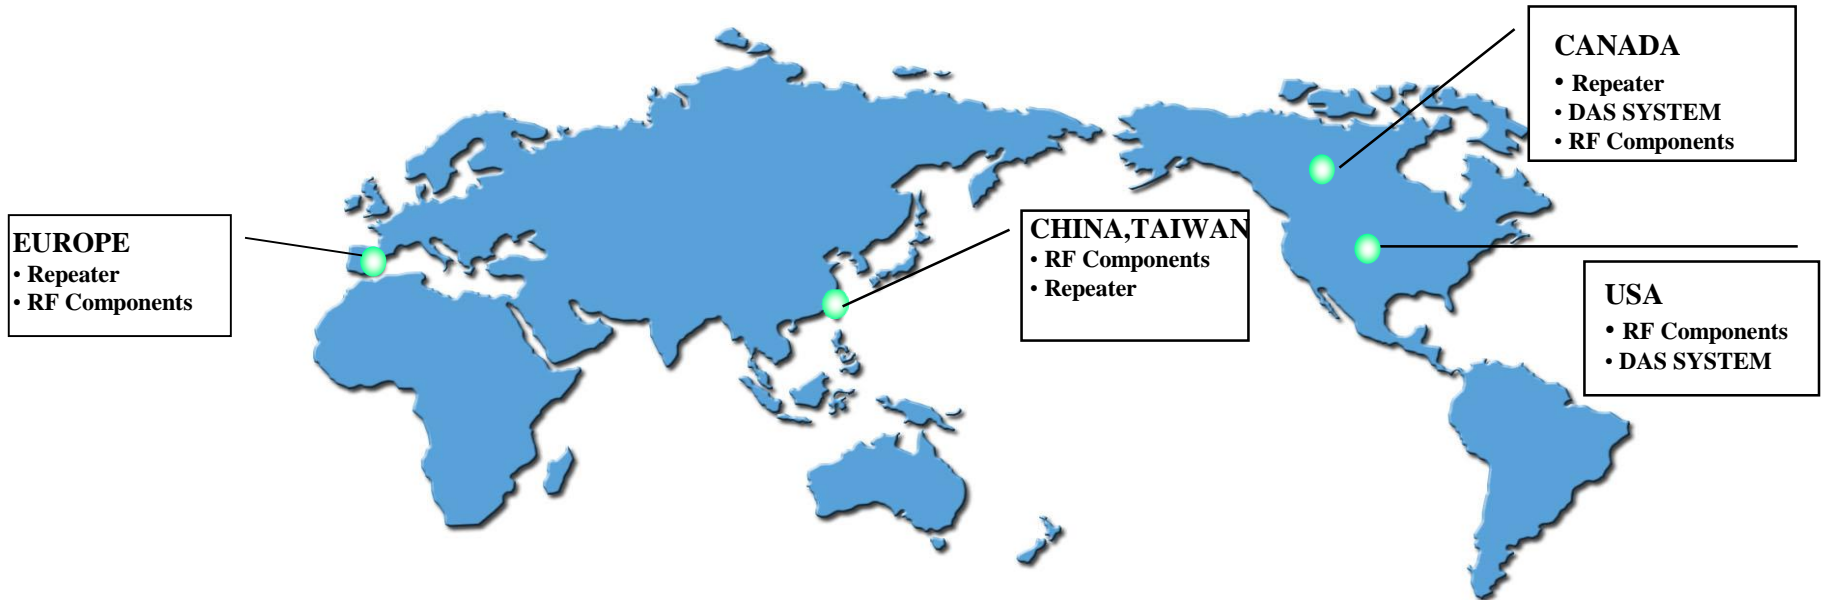 CANADA
• Repeater
• DAS SYSTEM
• RF Components
EUROPE
• Repeater
• RF Components
CHINA,TAIWAN
• RF Components
• Repeater
USA
• RF Components
• DAS SYSTEM